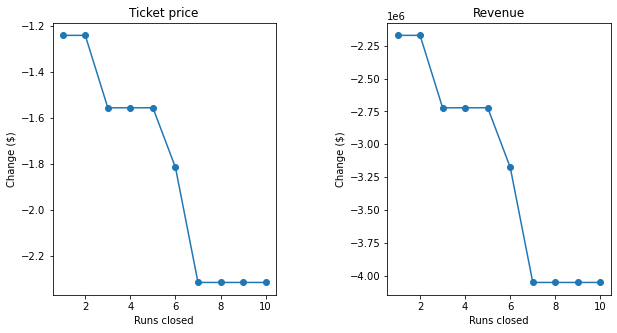 Ticket price
Change ($)
−1.2
−1.4
−1.6
−1.8
−2.0
−2.2
2 4 6 8 10
Runs closed
Revenue
1e6
Change ($)
−2.25
−2.50
−2.75
−3.00
−3.25
−3.50
−3.75
−4.00
2 4 6 8 10
Runs closed